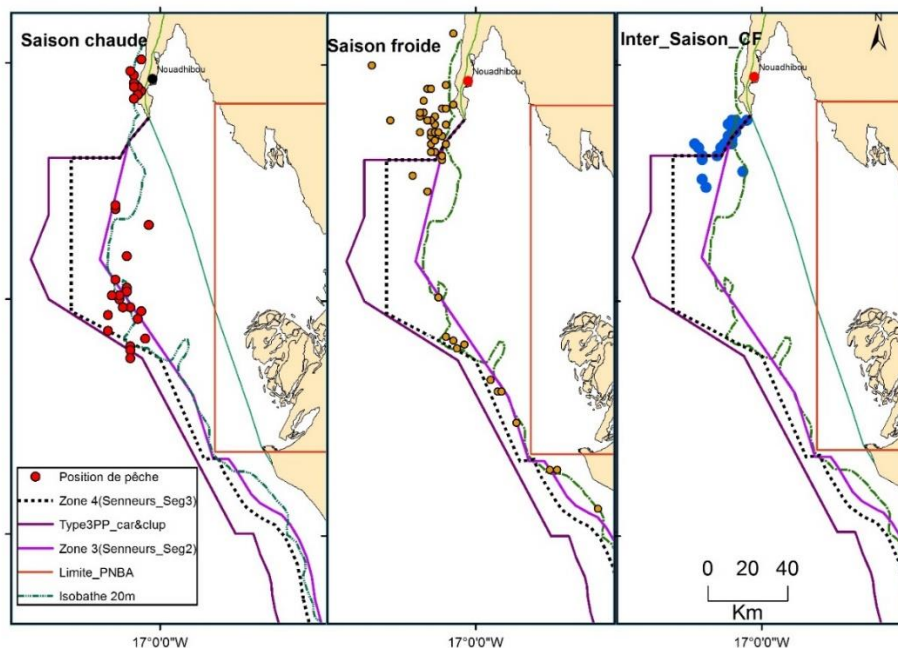 Saison chaude
Nouadhibou
Saison froide
Nouadhibou
Inter_Saison_CF
N
Nouadhibou
Position de pêche
Zone 4(Senneurs_Seg3)
Type3PP_car&clup
Zone 3(Senneurs_Seg2)
Limite_PNBA
Isobathe 20m
0 20 40
Km
17°0'0"W
17°0'0"W
17°0'0"W